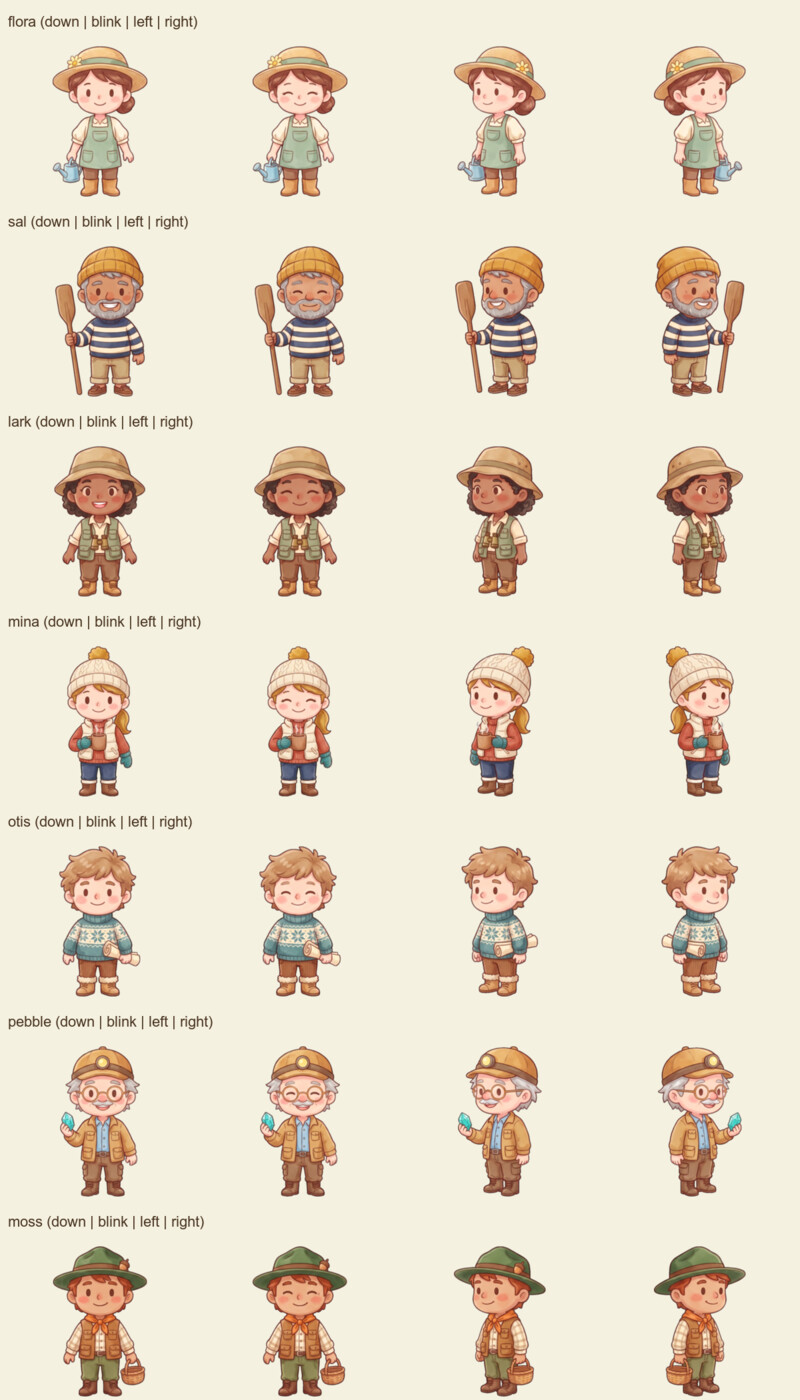 flora (down | blink | left | right)
sal (down | blink | left | right)
lark (down | blink | left | right)
mina (down | blink | left | right)
otis (down | blink | left | right)
pebble (down | blink | left | right)
moss (down | blink | left | right)